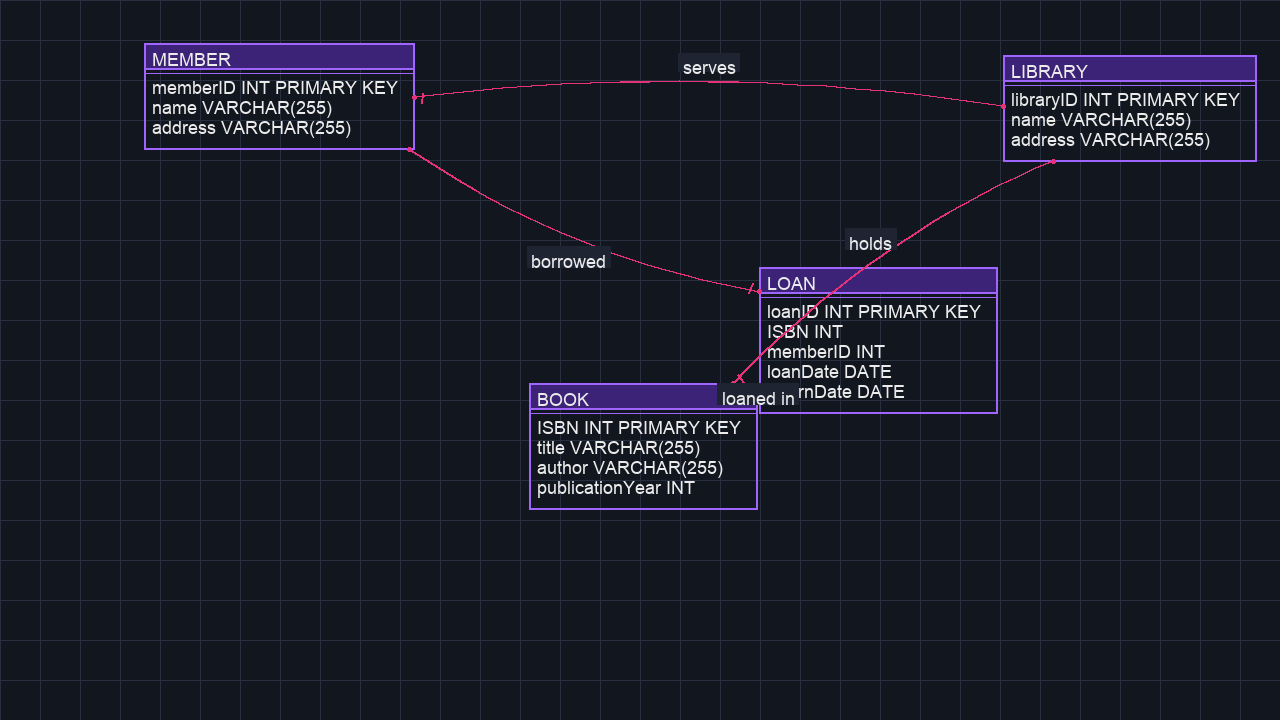 MEMBER
memberID INT PRIMARY KEY
name VARCHAR(255)
address VARCHAR(255)
serves
LIBRARY
libraryID INT PRIMARY KEY
name VARCHAR(255)
address VARCHAR(255)
borrowed
holds
LOAN
loanID INT PRIMARY KEY
ISBN INT
memberID INT
loanDate DATE
DATE
loaned in
BOOK
ISBN INT PRIMARY KEY
title VARCHAR(255)
author VARCHAR(255)
publicationYear INT